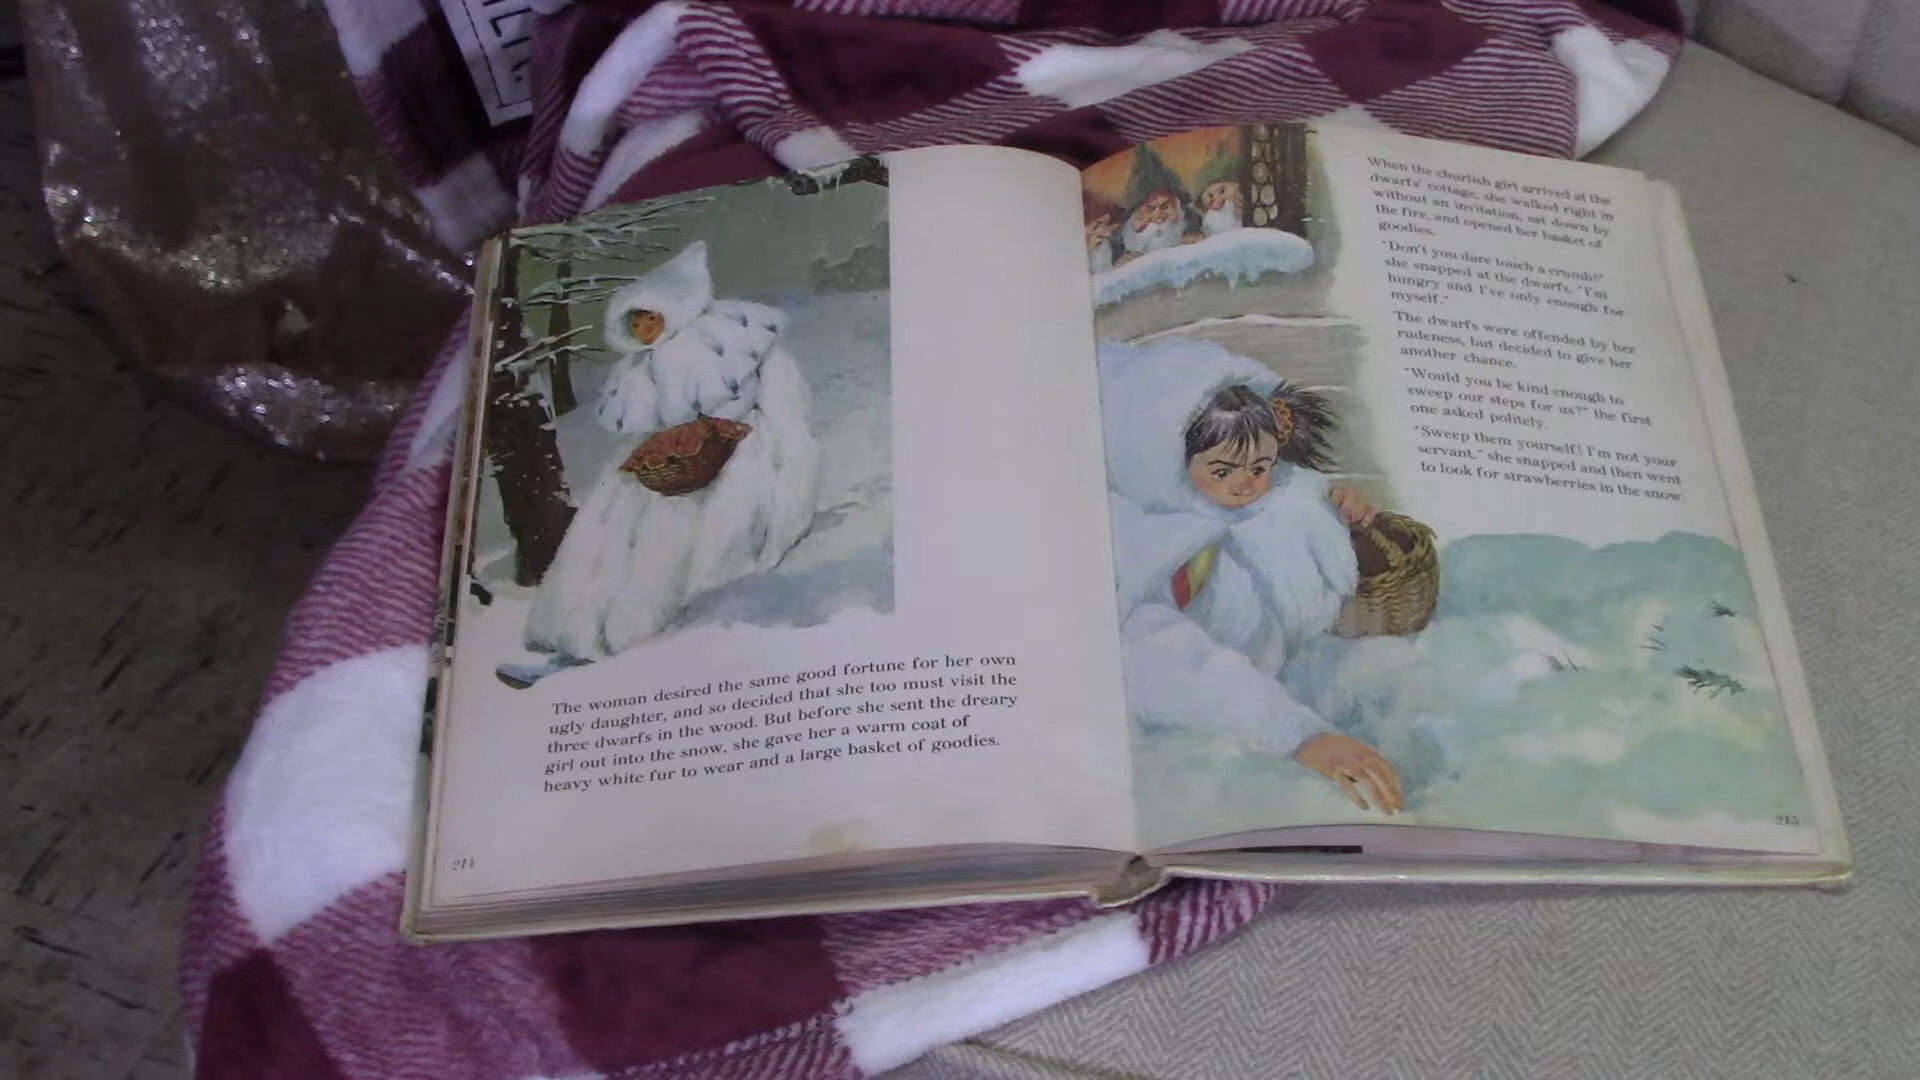 The woman desired the same good fortune for her own
ugly daughter, and so decided that she too must visit the
three dwarfs in the wood. But before she sent the dreary
girl out into the snow, she gave her a warm coat of
heavy white fur to wear and a large basket of goodies.
214
When the churlish girl arrived at the
dwarfs' cottage, she walked right in
without an invitation, sat down by
the fire, and opened her basket of
goodies.
"Don't you dare touch a crumb!"
she snapped at the dwarfs. "I'm
hungry and I've only enough for
myself."
The dwarfs were offended by her
rudeness, but decided to give her
another chance.
"Would you be kind enough to
sweep our steps for us?" the first
one asked politely.
"Sweep them yourself! I'm not your
servant," she snapped and then went
to look for strawberries in the snow.
215